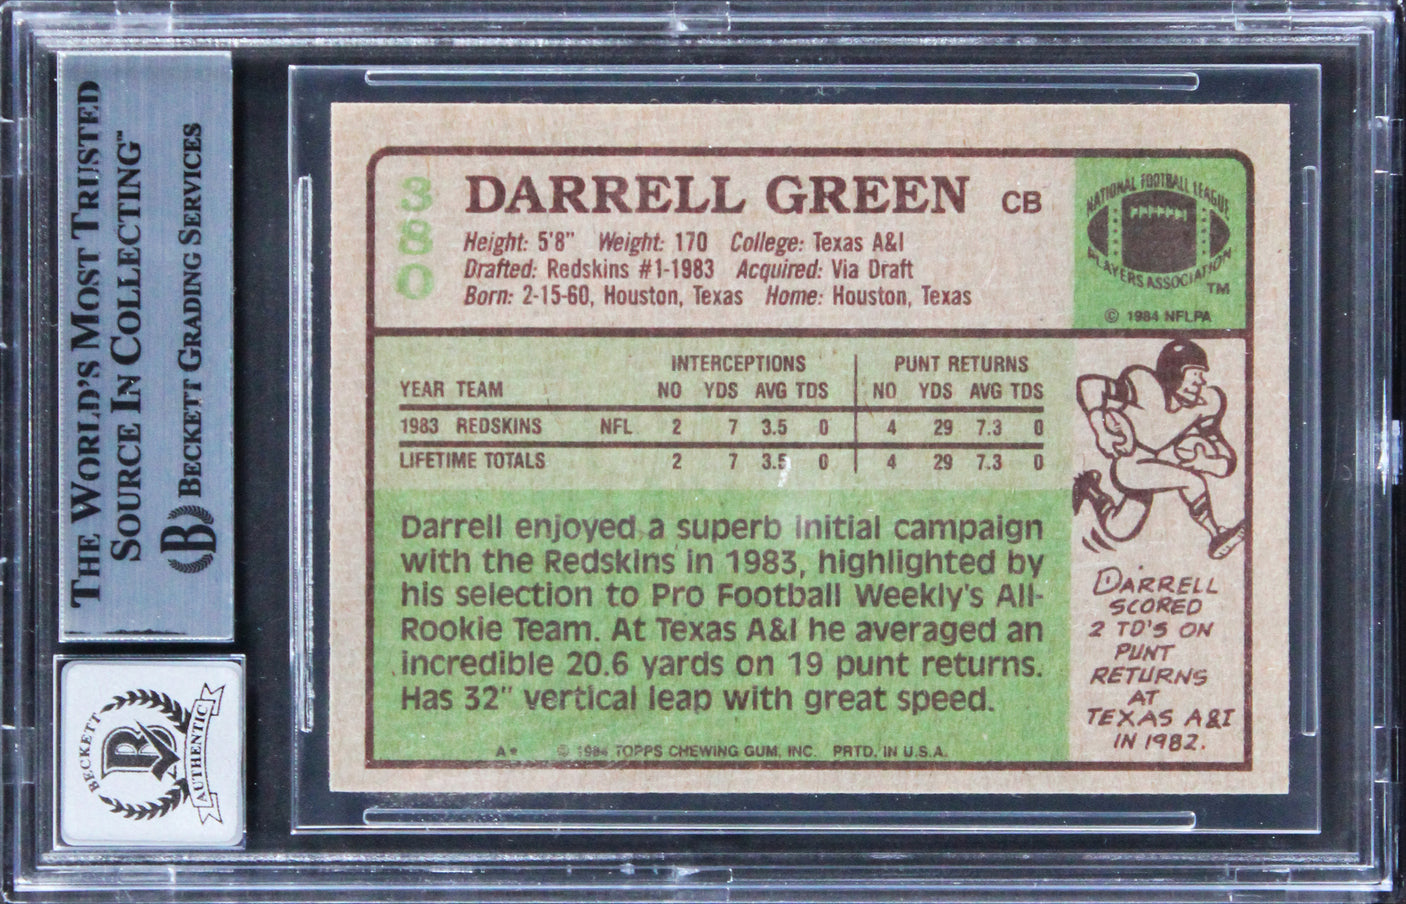 THE WORLD'S MOST TRUSTED
SOURCE IN COLLECTING™
BECKETT GRADING SERVICES
B
BECKETT
B
AUTHENTIC
380
DARRELL GREEN CB
Height: 5'8" Weight: 170 College: Texas A&I
Drafted: Redskins #1-1983 Acquired: Via Draft
Born: 2-15-60, Houston, Texas Home: Houston, Texas
NATIONAL FOOTBALL LEAGUE
PLAYERS ASSOCIATION
TM
© 1984 NFLPA
INTERCEPTIONS PUNT RETURNS
YEAR TEAM NO YDS AVG TDS NO YDS AVG TDS
1983 REDSKINS NFL 2 7 3.5 0 4 29 7.3 0
LIFETIME TOTALS 2 7 3.5 0 4 29 7.3 0
Darrell enjoyed a superb initial campaign
with the Redskins in 1983, highlighted by
his selection to Pro Football Weekly's All-
Rookie Team. At Texas A&I he averaged an
incredible 20.6 yards on 19 punt returns.
Has 32" vertical leap with great speed.
DARRELL
SCORED
2 TD'S ON
PUNT
RETURNS
AT
TEXAS A&I
IN 1982.
A* © 1984 TOPPS CHEWING GUM, INC. PRTD. IN U.S.A.